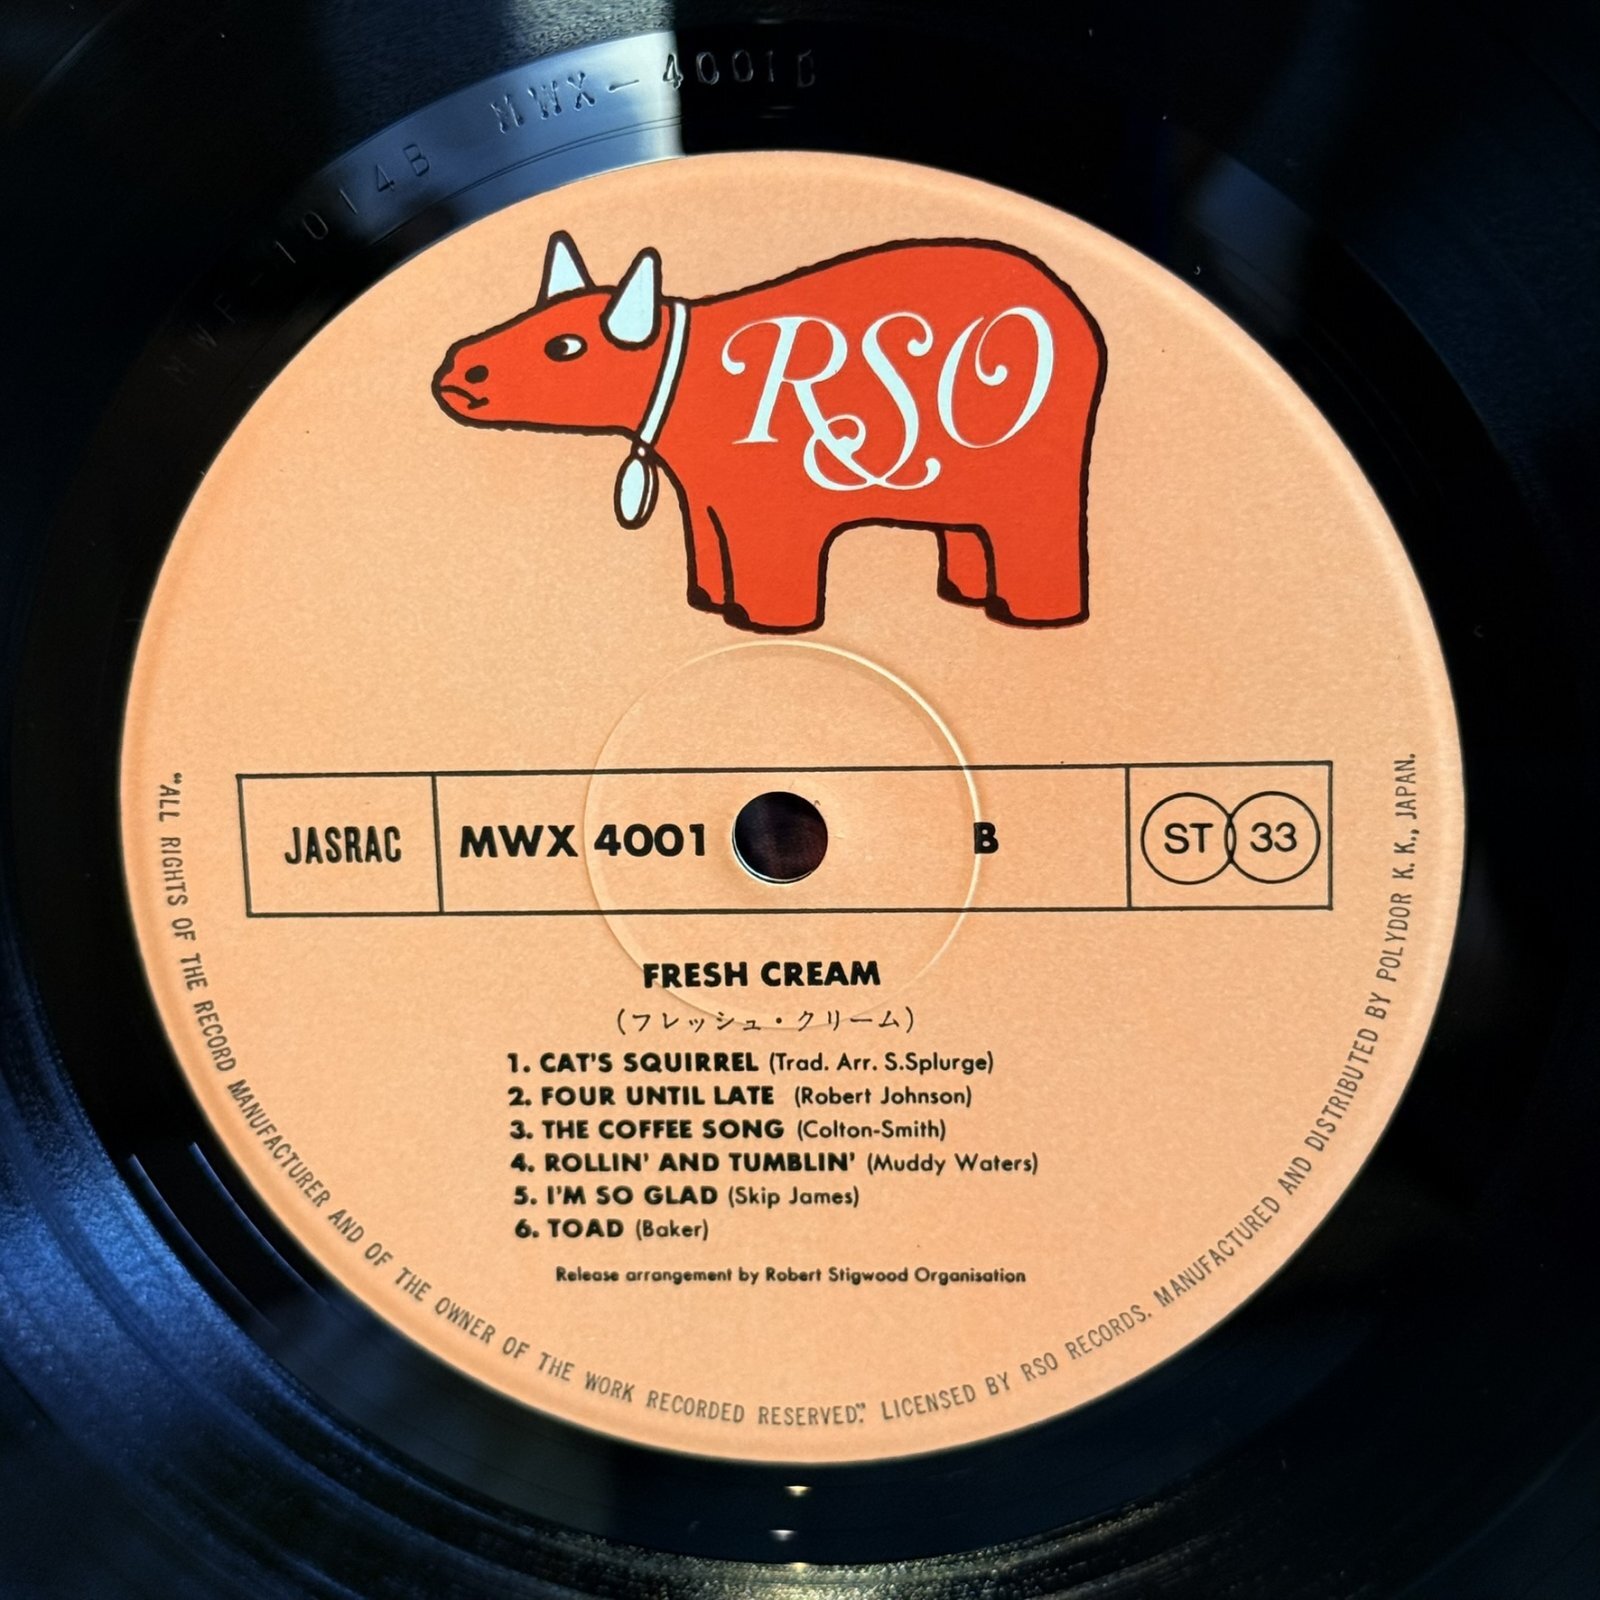 MWX-4001B
MWF-1014B
RSO
JASRAC
MWX 4001
B
ST 33
FRESH CREAM
(フレッシュ・クリーム)
1. CAT'S SQUIRREL (Trad. Arr. S.Splurge)
2. FOUR UNTIL LATE (Robert Johnson)
3. THE COFFEE SONG (Colton-Smith)
4. ROLLIN' AND TUMBLIN' (Muddy Waters)
5. I'M SO GLAD (Skip James)
6. TOAD (Baker)
Release arrangement by Robert Stigwood Organisation
“ALL RIGHTS OF THE RECORD MANUFACTURER AND OF THE OWNER OF THE WORK RECORDED RESERVED.” LICENSED BY RSO RECORDS. MANUFACTURED AND DISTRIBUTED BY POLYDOR K. K., JAPAN.